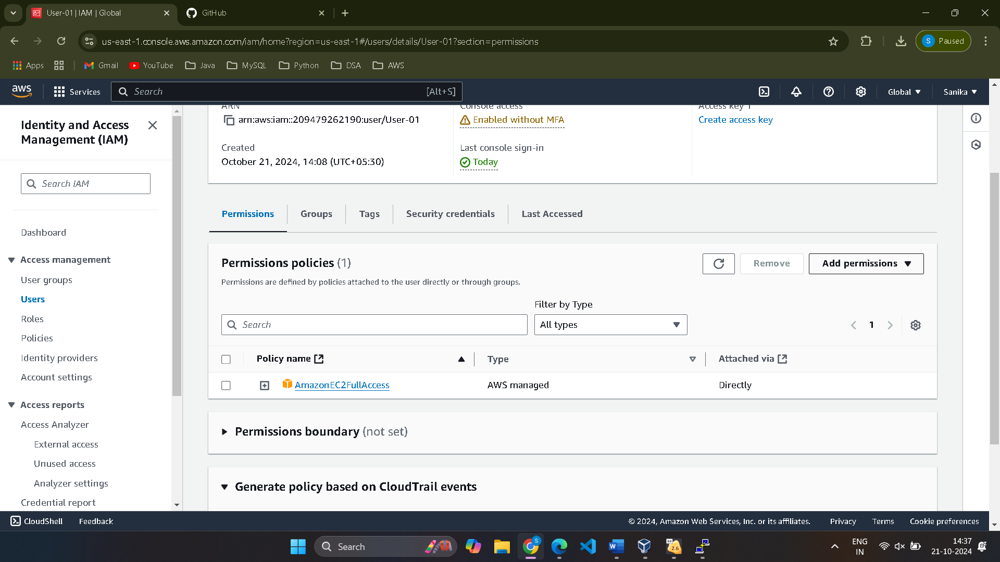 User-01 | IAM | Global
GitHub
us-east-1.console.aws.amazon.com/iam/home?region=us-east-1#/users/details/User-01?section=permissions
S Paused
Apps
Gmail
YouTube
Java
MySQL
Python
DSA
AWS
aws
Services
Search [Alt+S]
Global
Sanika
Identity and Access
Management (IAM)
Search IAM
Dashboard
Access management
User groups
Users
Roles
Policies
Identity providers
Account settings
Access reports
Access Analyzer
External access
Unused access
Analyzer settings
Credential report
ARN
arn:aws:iam::209479262190:user/User-01
Console access
Enabled without MFA
Access key 1
Create access key
Created
October 21, 2024, 14:08 (UTC+05:30)
Last console sign-in
Today
Permissions
Groups
Tags
Security credentials
Last Accessed
Permissions policies (1)
Remove
Add permissions
Permissions are defined by policies attached to the user directly or through groups.
Filter by Type
Search
All types
1
Policy name
Type
Attached via
AmazonEC2FullAccess
AWS managed
Directly
Permissions boundary (not set)
Generate policy based on CloudTrail events
CloudShell
Feedback
© 2024, Amazon Web Services, Inc. or its affiliates.
Privacy
Terms
Cookie preferences
Search
S
64
2.6
ENG
IN
14:37
21-10-2024